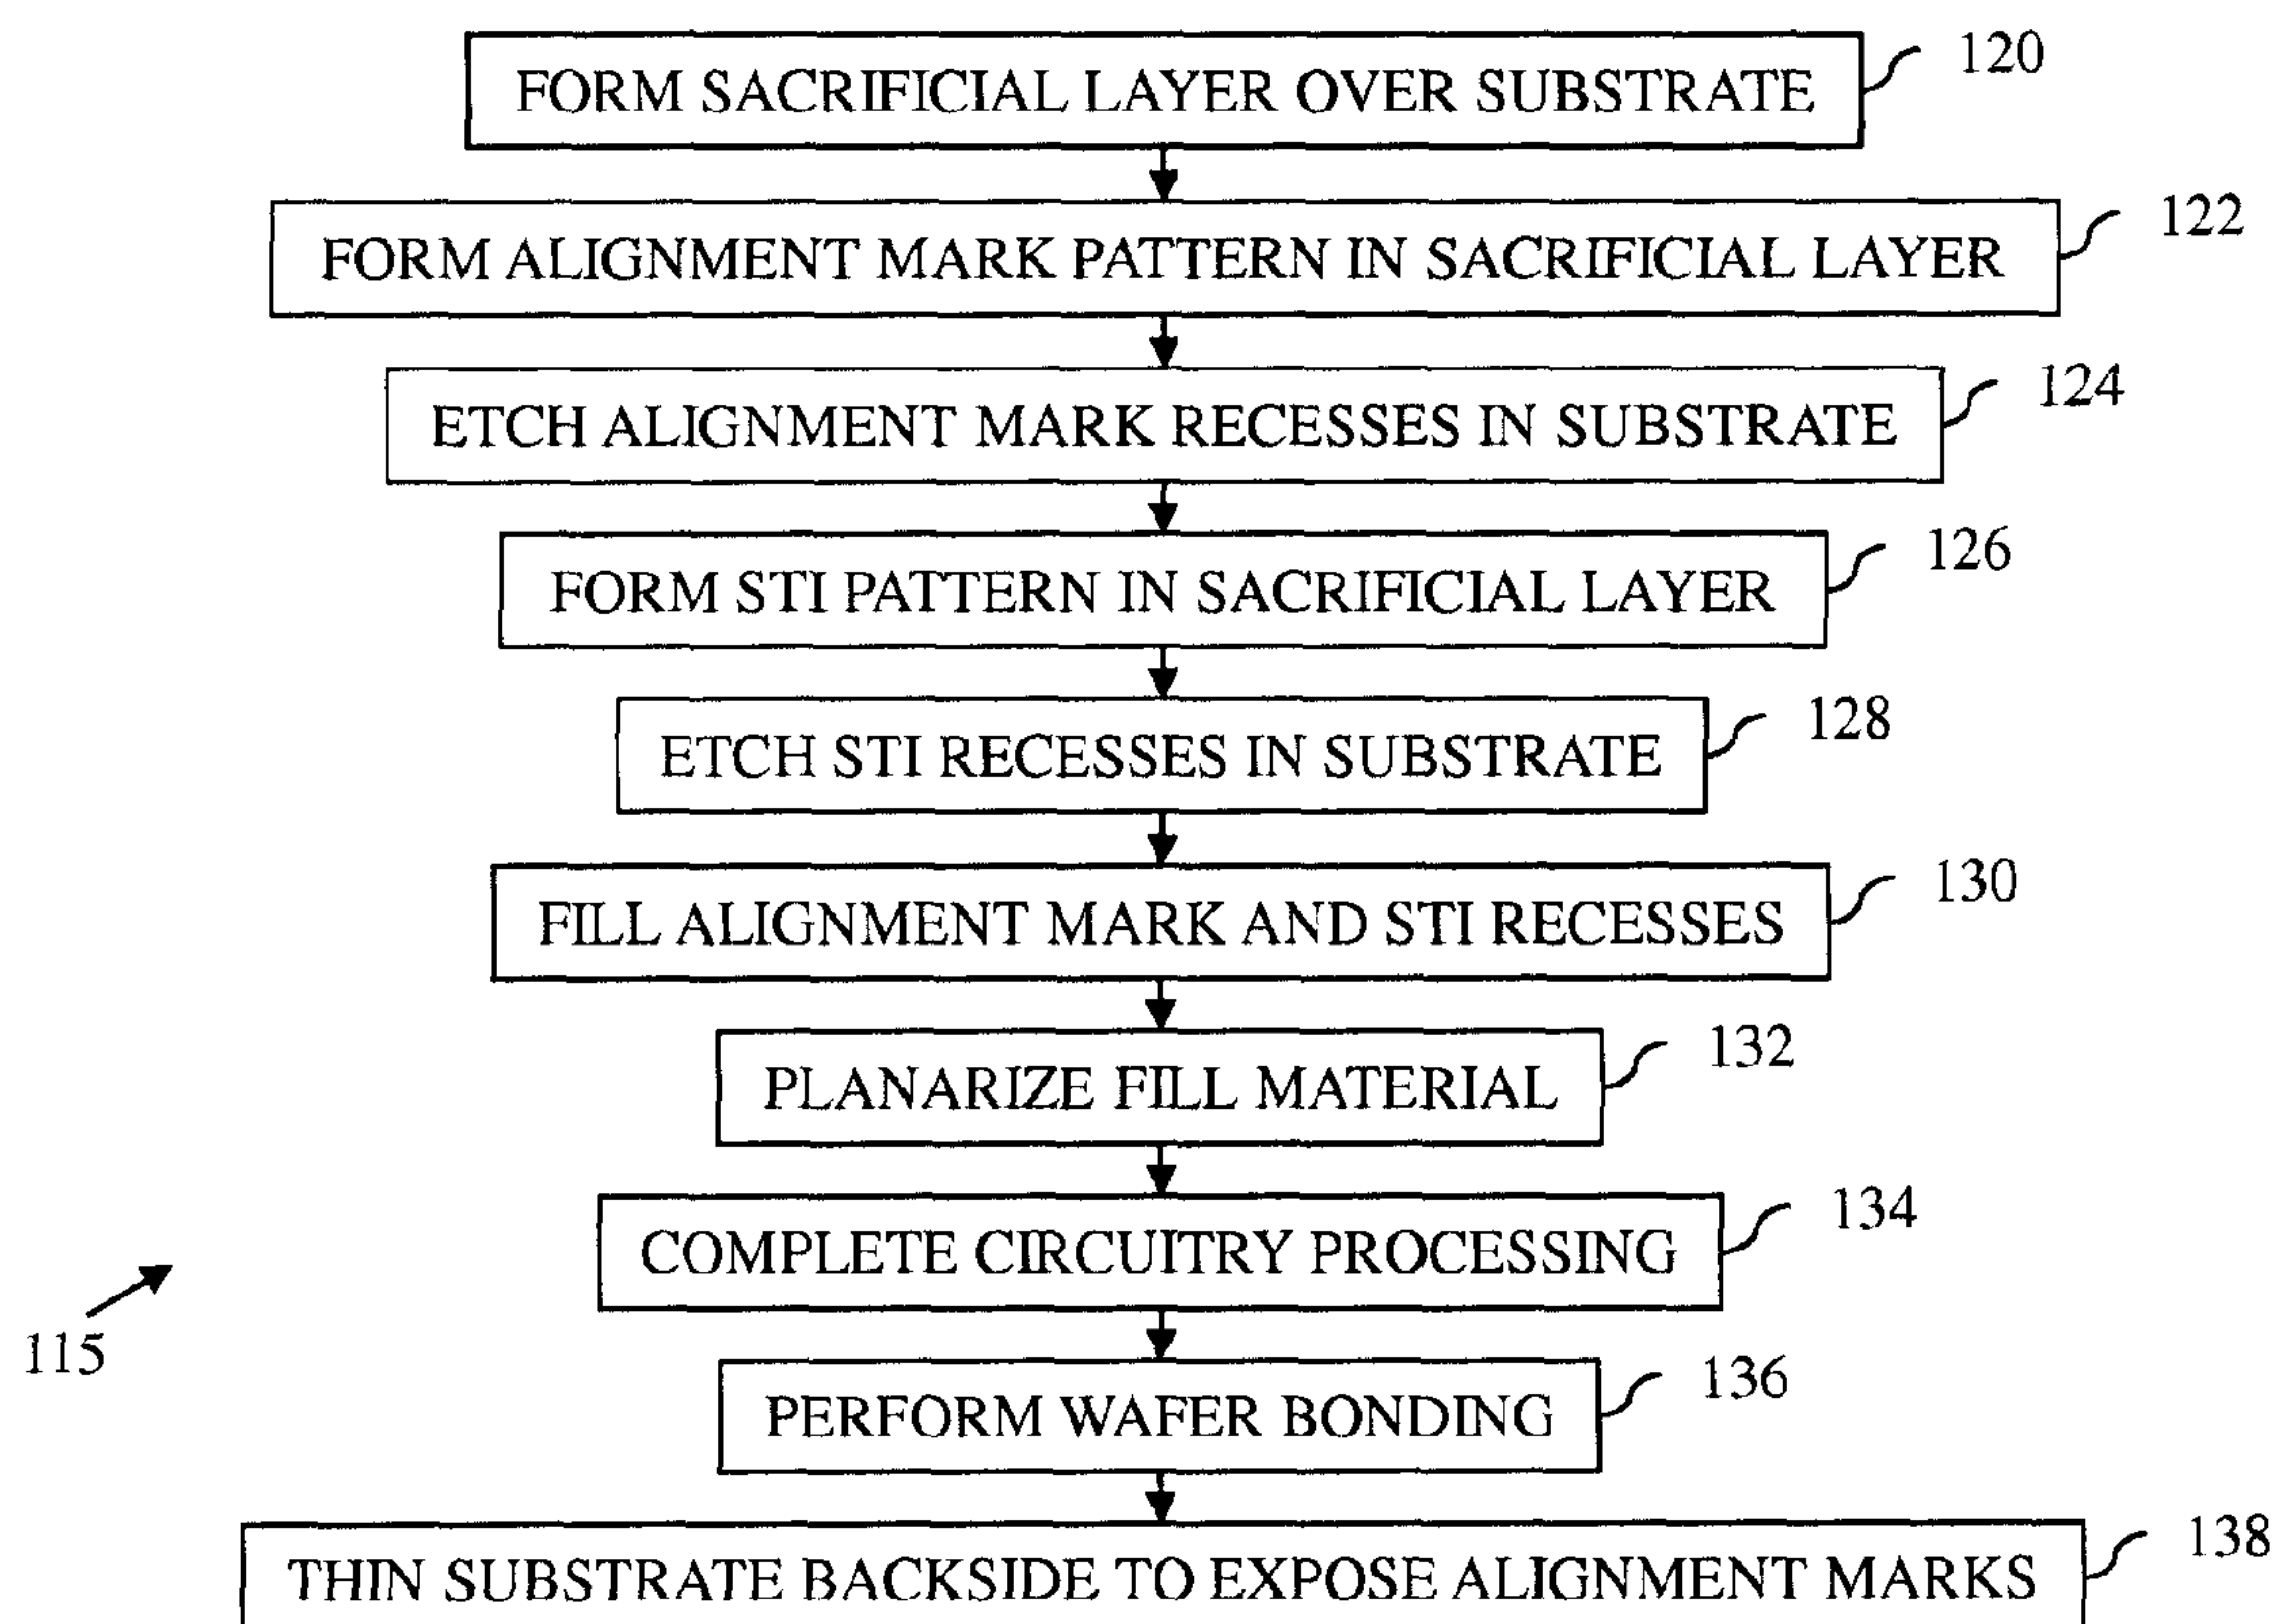 FORM SACRIFICIAL LAYER OVER SUBSTRATE 120
FORM ALIGNMENT MARK PATTERN IN SACRIFICIAL LAYER 122
ETCH ALIGNMENT MARK RECESSES IN SUBSTRATE 124
FORM STI PATTERN IN SACRIFICIAL LAYER 126
ETCH STI RECESSES IN SUBSTRATE 128
FILL ALIGNMENT MARK AND STI RECESSES 130
PLANARIZE FILL MATERIAL 132
COMPLETE CIRCUITRY PROCESSING 134
115
PERFORM WAFER BONDING 136
THIN SUBSTRATE BACKSIDE TO EXPOSE ALIGNMENT MARKS 138